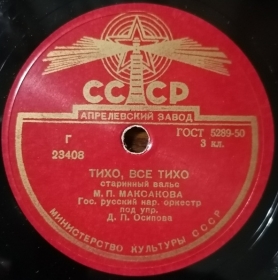 СССР
АПРЕЛЕВСКИЙ ЗАВОД
Г
23408
ГОСТ 5289-50
3 кл.
ТИХО, ВСЕ ТИХО
старинный вальс
М. П. МАКСАКОВА
Гос. русский нар. оркестр
под упр.
Д. П. Осипова
МИНИСТЕРСТВО КУЛЬТУРЫ СССР